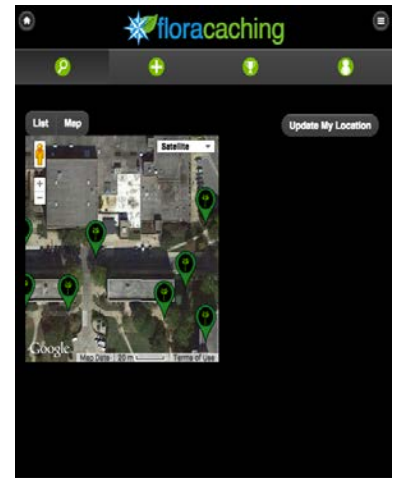 floracaching
List Map
Update My Location
Satellite
+
−
Google
Map Data 20 m Terms of Use